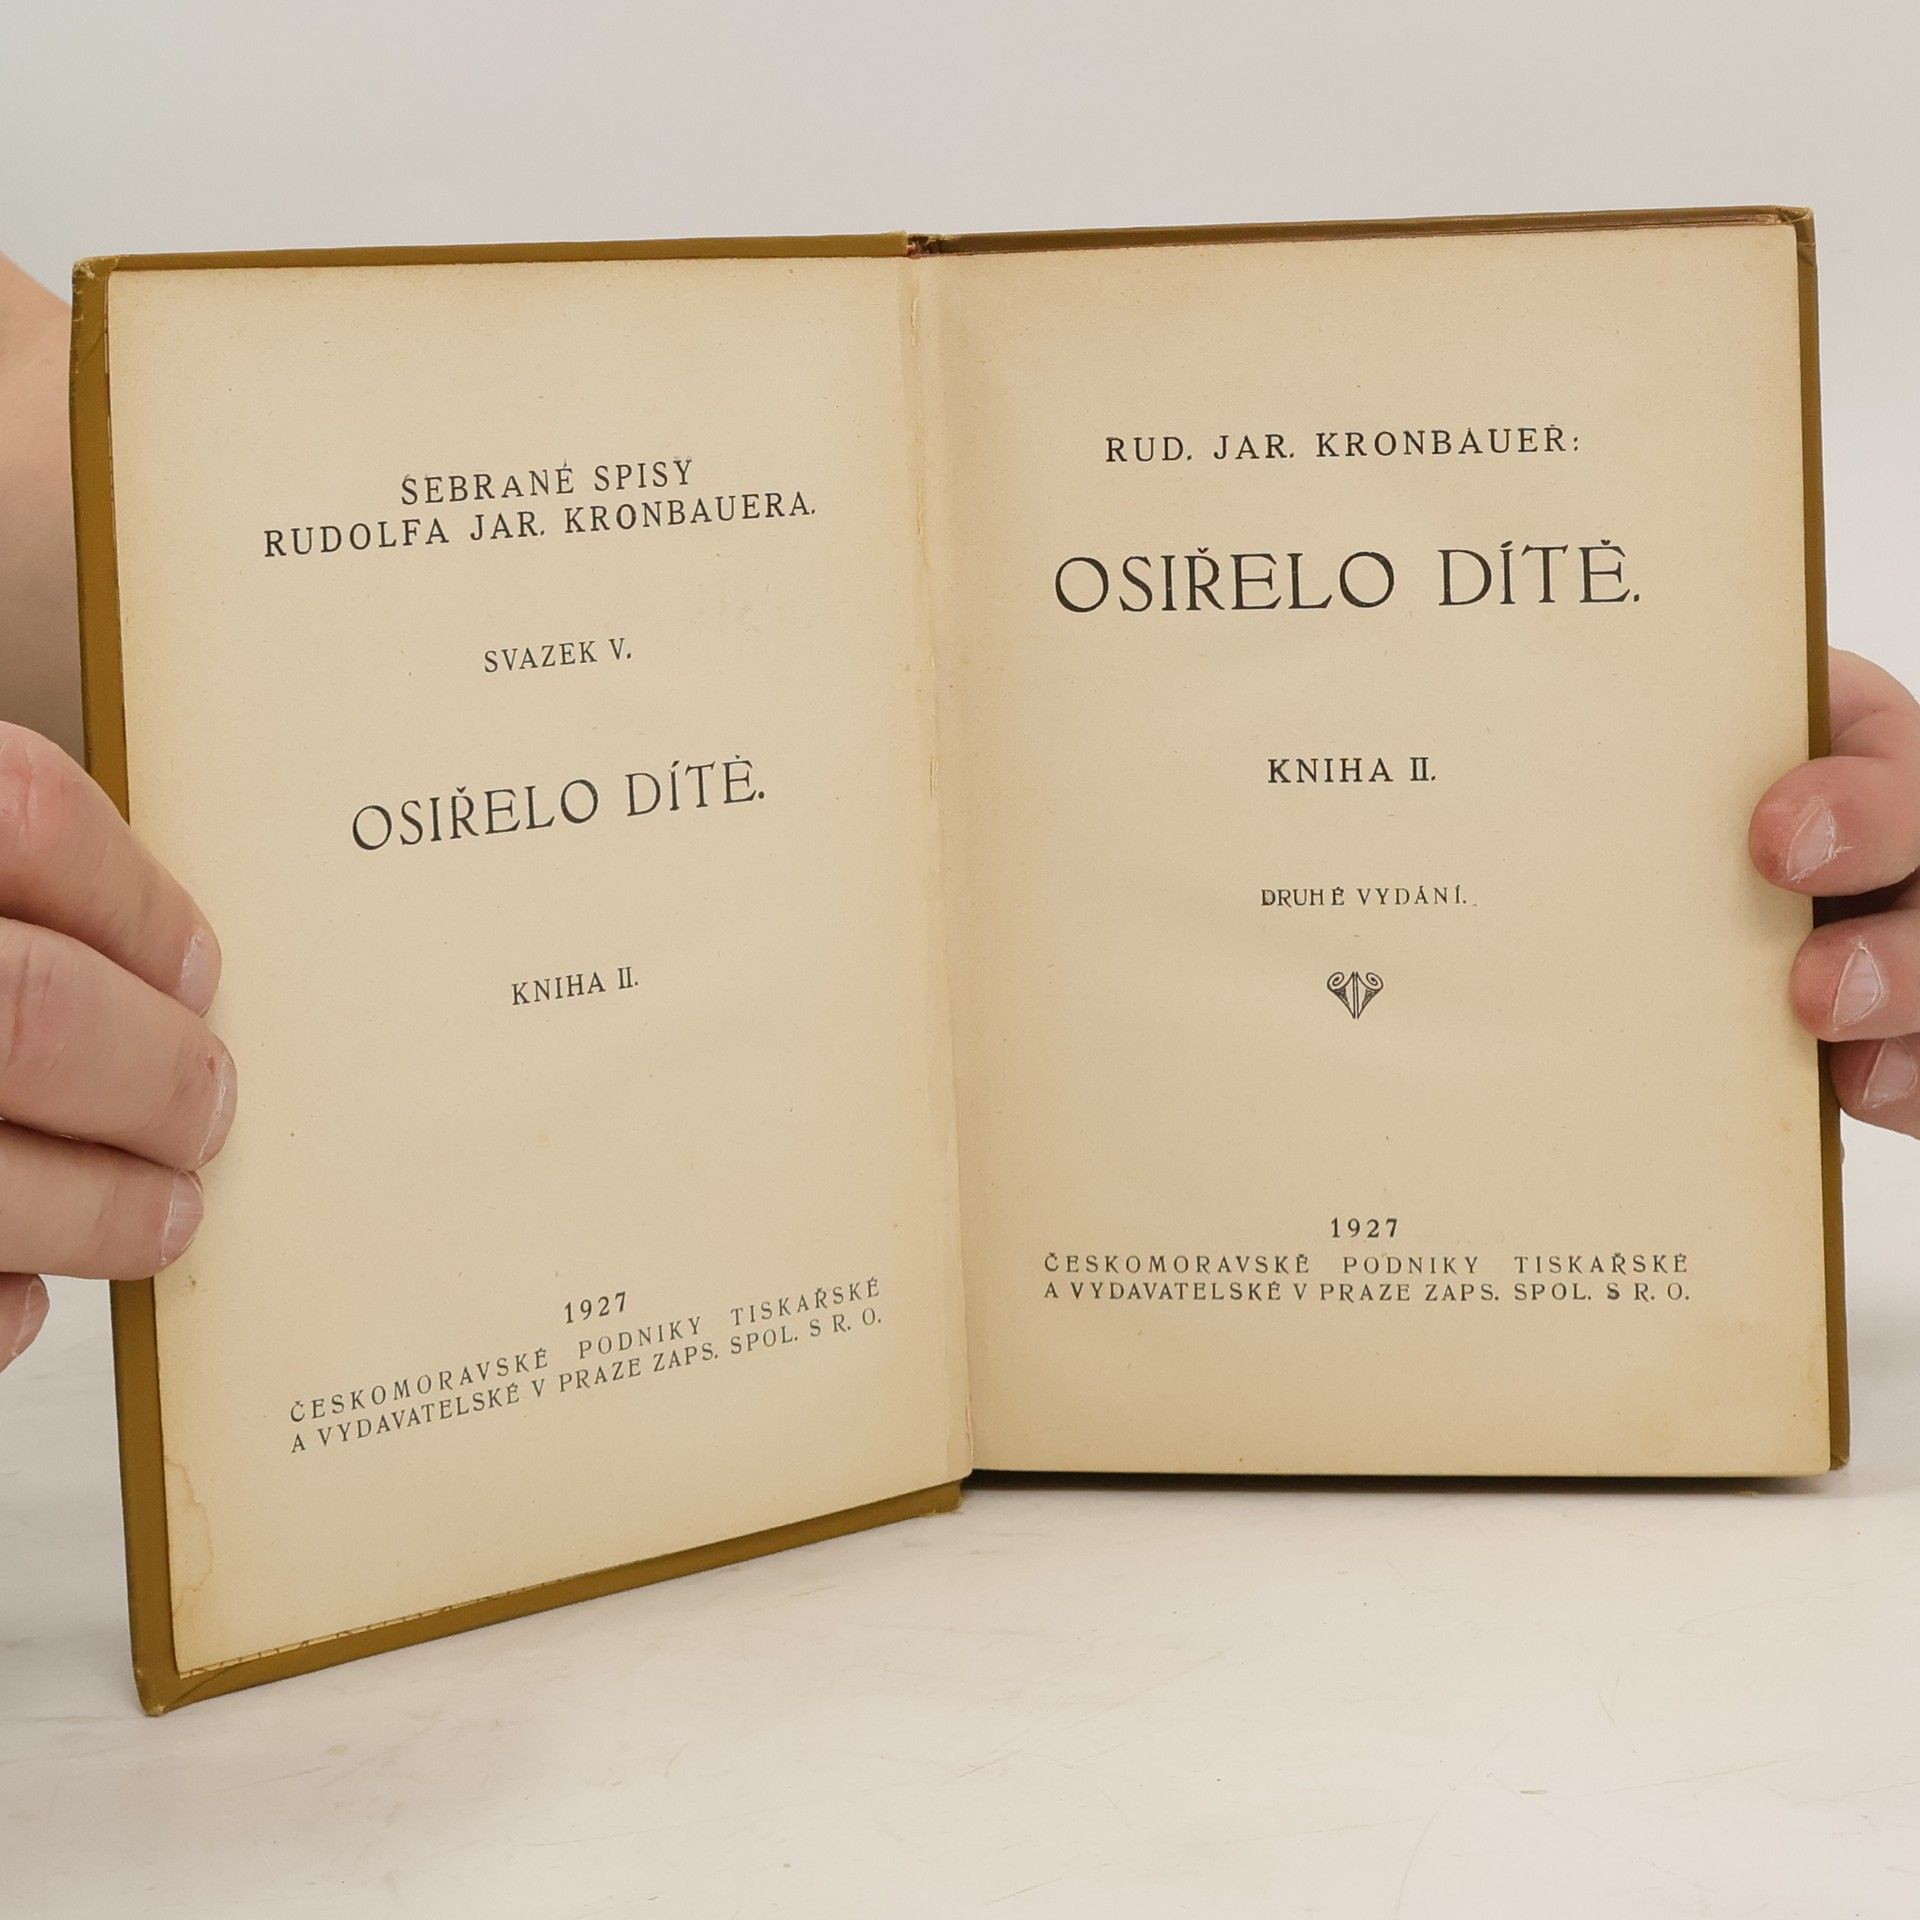 SEBRANÉ SPISY
RUDOLFA JAR. KRONBAUERA.
SVAZEK V.
OSIŘELO DÍTĚ.
KNIHA II.
1927
ČESKOMORAVSKÉ PODNIKY TISKAŘSKÉ
A VYDAVATELSKÉ V PRAZE ZAPS. SPOL. S R. O.
RUD. JAR. KRONBAUER:
OSIŘELO DÍTĚ.
KNIHA II.
DRUHÉ VYDÁNÍ.
1927
ČESKOMORAVSKÉ PODNIKY TISKAŘSKÉ
A VYDAVATELSKÉ V PRAZE ZAPS. SPOL. S R. O.